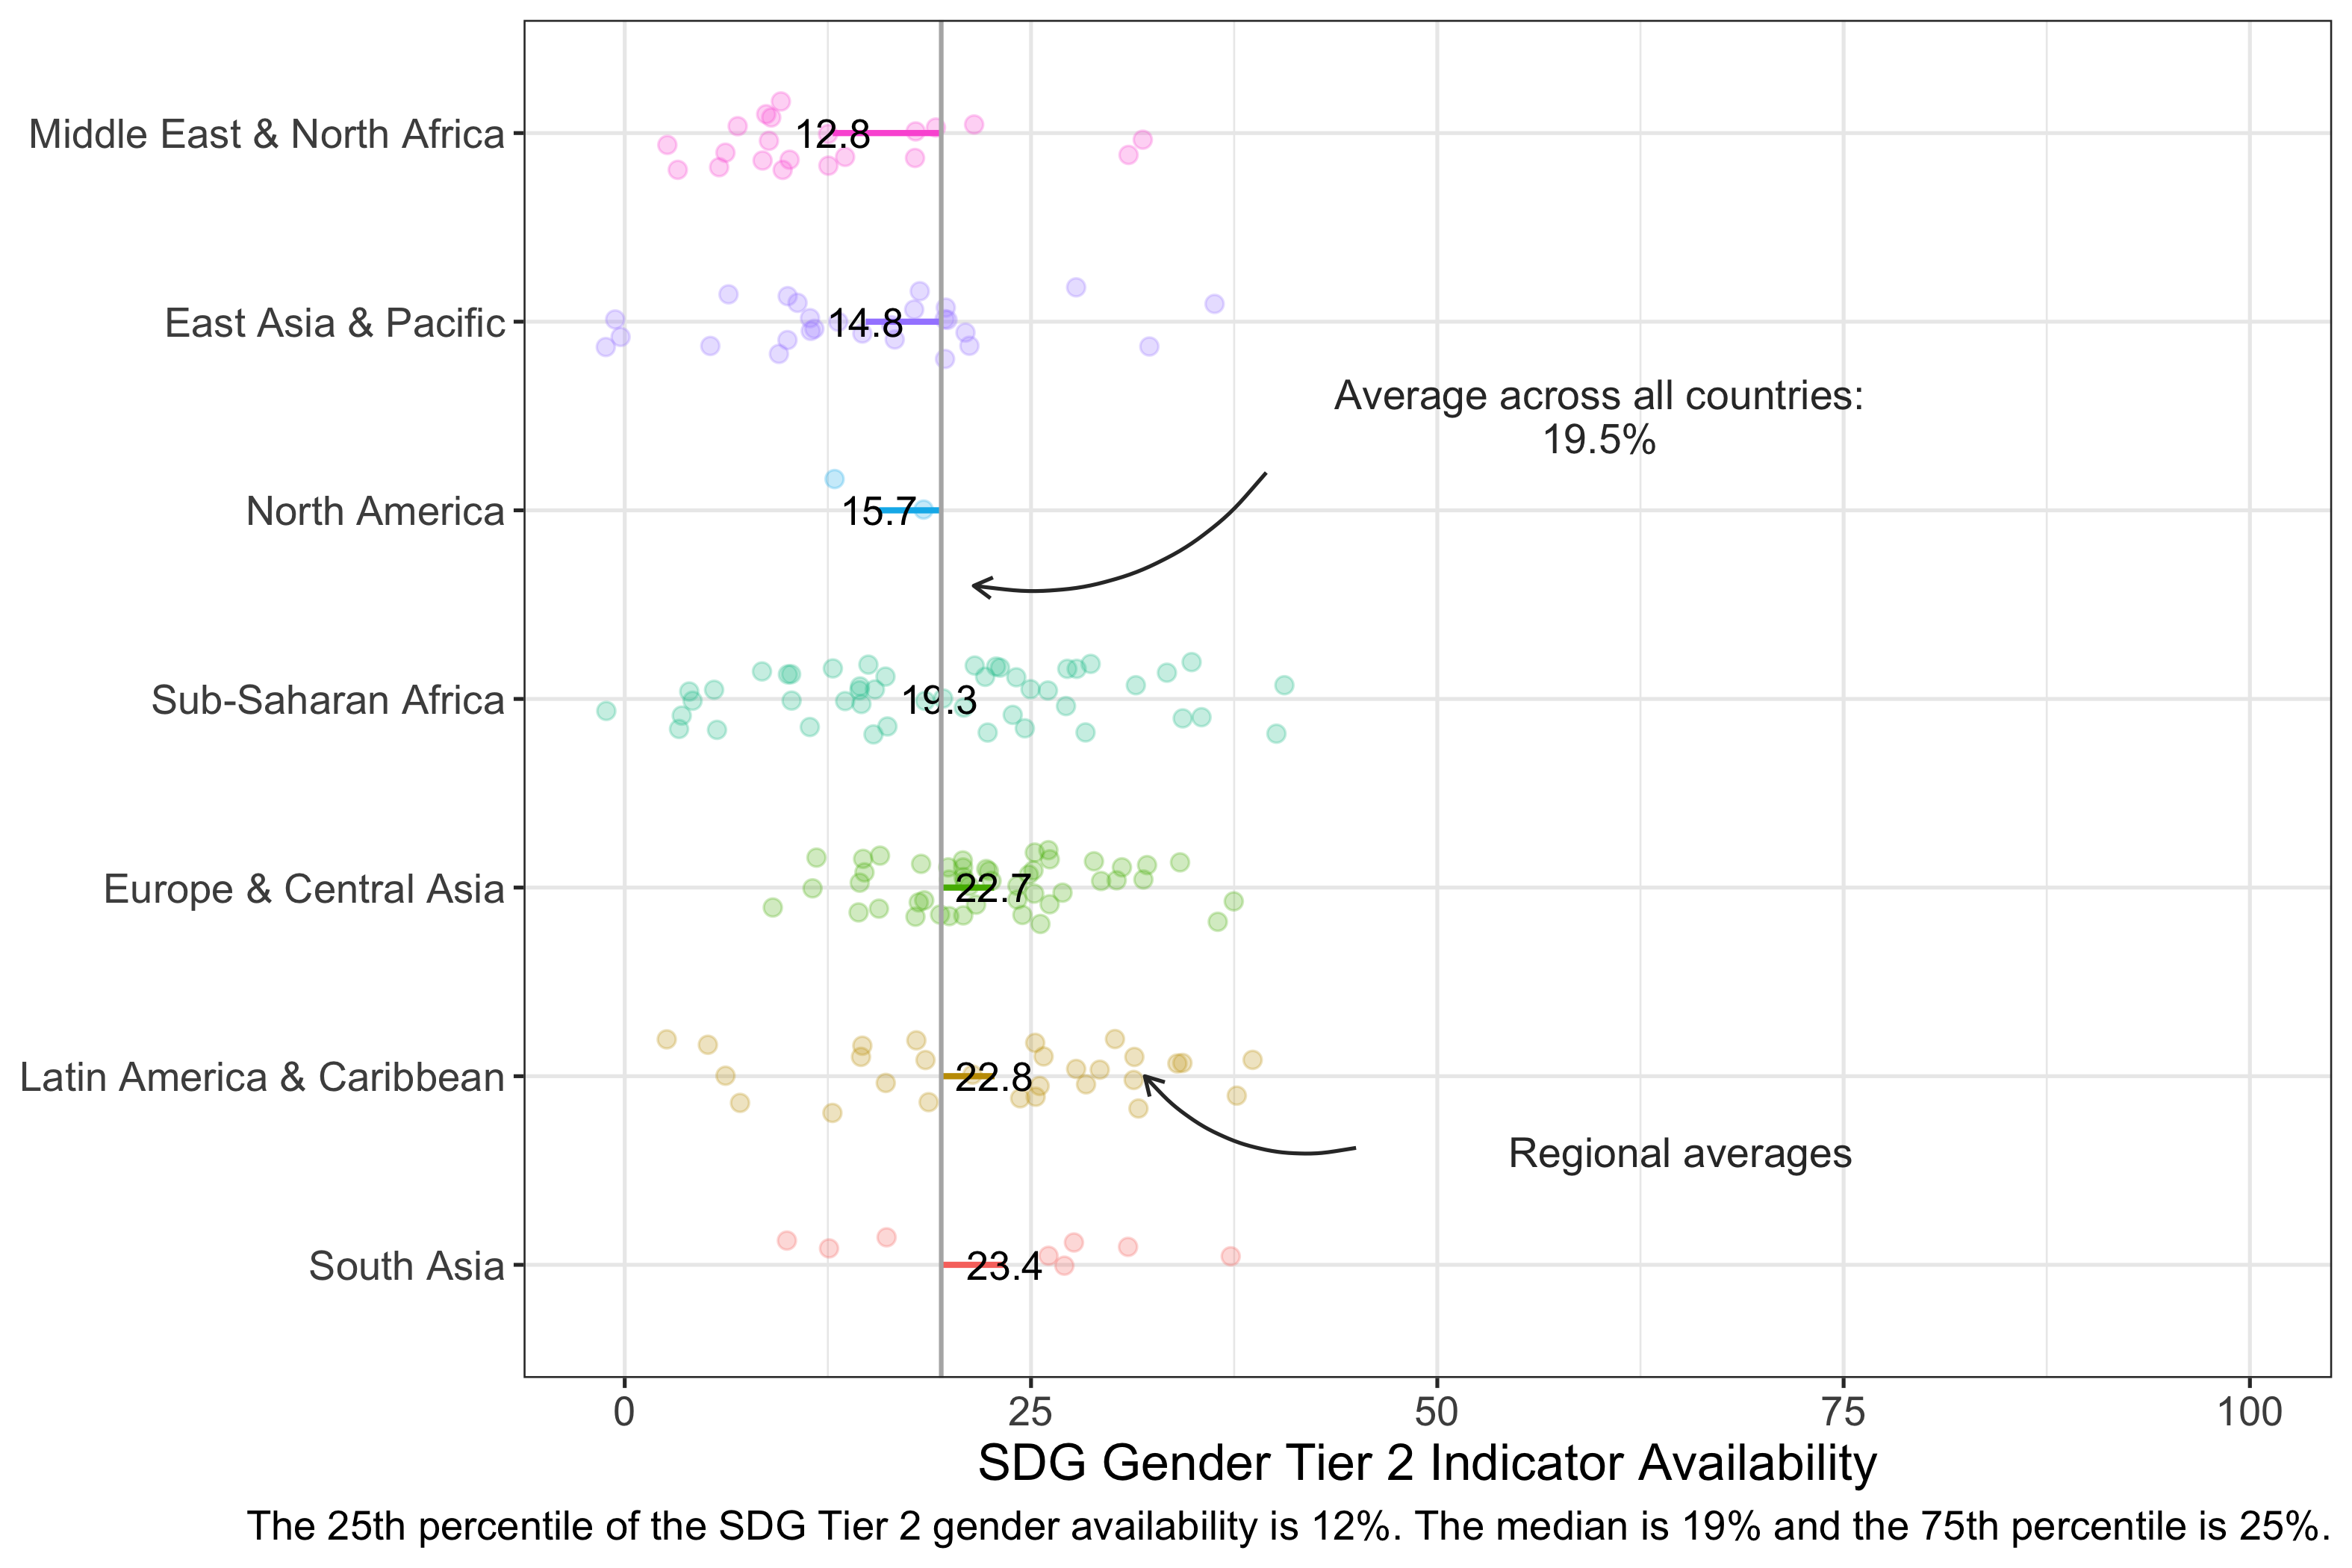 Middle East & North Africa
12.8
East Asia & Pacific
14.8
Average across all countries:
19.5%
North America
15.7
Sub-Saharan Africa
19.3
Europe & Central Asia
22.7
Latin America & Caribbean
22.8
Regional averages
South Asia
23.4
0 25 50 75 100
SDG Gender Tier 2 Indicator Availability
The 25th percentile of the SDG Tier 2 gender availability is 12%. The median is 19% and the 75th percentile is 25%.